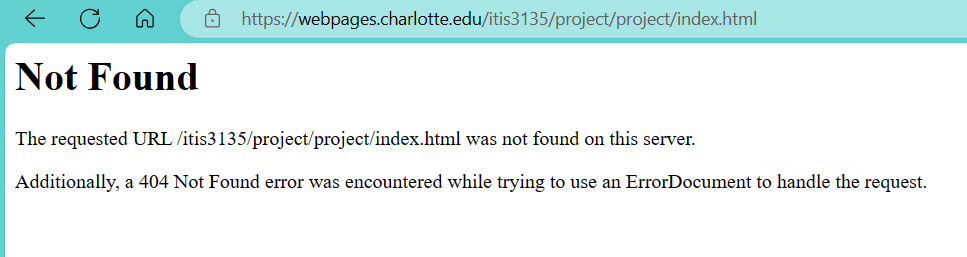 https://webpages.charlotte.edu/itis3135/project/project/index.html
Not Found
The requested URL /itis3135/project/project/index.html was not found on this server.
Additionally, a 404 Not Found error was encountered while trying to use an ErrorDocument to handle the request.